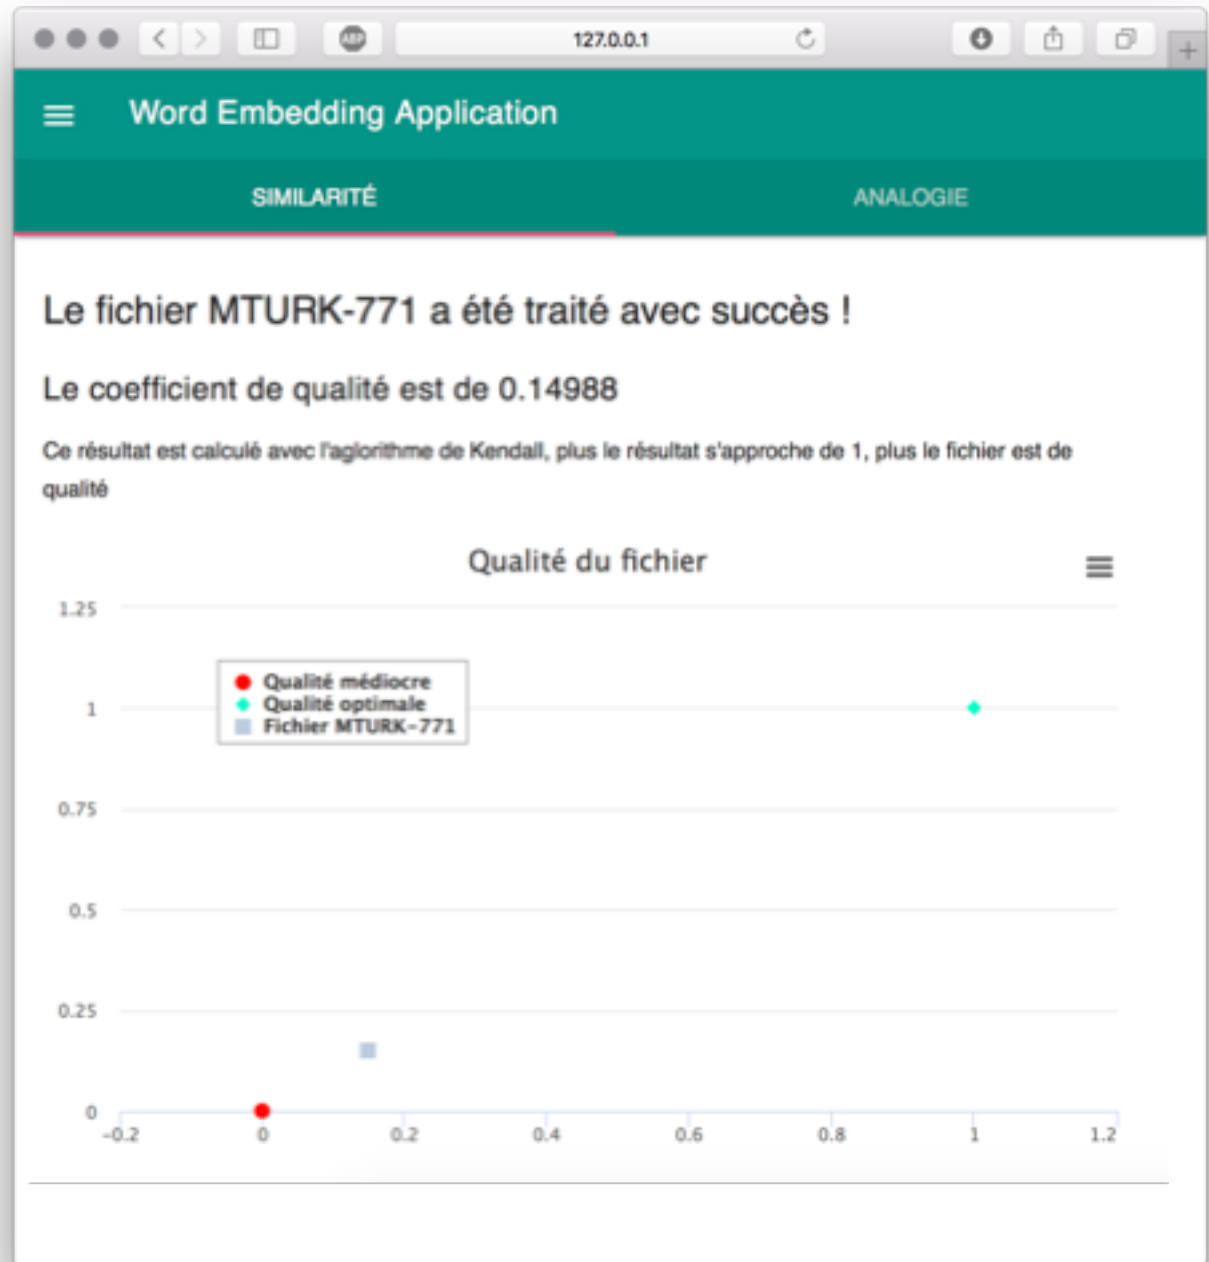 127.0.0.1
Word Embedding Application
SIMILARITÉ
ANALOGIE
Le fichier MTURK-771 a été traité avec succès !
Le coefficient de qualité est de 0.14988
Ce résultat est calculé avec l'aglorithme de Kendall, plus le résultat s'approche de 1, plus le fichier est de
qualité
Qualité du fichier
1.25
Qualité médiocre
Qualité optimale
Fichier MTURK-771
1
0.75
0.5
0.25
0
-0.2 0 0.2 0.4 0.6 0.8 1 1.2